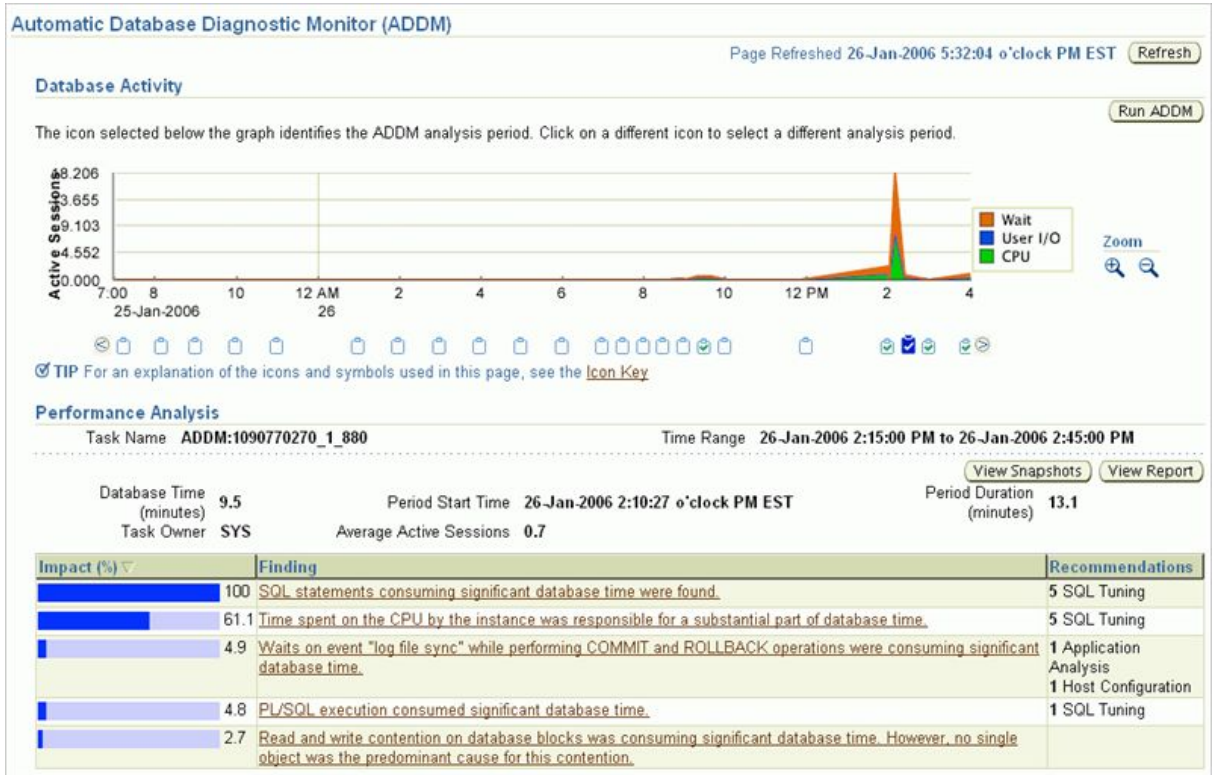 Automatic Database Diagnostic Monitor (ADDM)
Page Refreshed 26-Jan-2006 5:32:04 o'clock PM EST Refresh
Database Activity
Run ADDM
The icon selected below the graph identifies the ADDM analysis period. Click on a different icon to select a different analysis period.
Active Sessions
8.206
3.655
9.103
4.552
0.000
7:00 8 10 12 AM 2 4 6 8 10 12 PM 2 4
25-Jan-2006 26
Wait
User I/O
CPU
Zoom
TIP For an explanation of the icons and symbols used in this page, see the Icon Key
Performance Analysis
Task Name ADDM:1090770270_1_880 Time Range 26-Jan-2006 2:15:00 PM to 26-Jan-2006 2:45:00 PM
View Snapshots View Report
Database Time (minutes) 9.5 Period Start Time 26-Jan-2006 2:10:27 o'clock PM EST Period Duration (minutes) 13.1
Task Owner SYS Average Active Sessions 0.7
Impact (%) Finding Recommendations
100 SQL statements consuming significant database time were found. 5 SQL Tuning
61.1 Time spent on the CPU by the instance was responsible for a substantial part of database time. 5 SQL Tuning
4.9 Waits on event "log file sync" while performing COMMIT and ROLLBACK operations were consuming significant 1 Application
database time. Analysis
1 Host Configuration
4.8 PL/SQL execution consumed significant database time. 1 SQL Tuning
2.7 Read and write contention on database blocks was consuming significant database time. However, no single
object was the predominant cause for this contention.